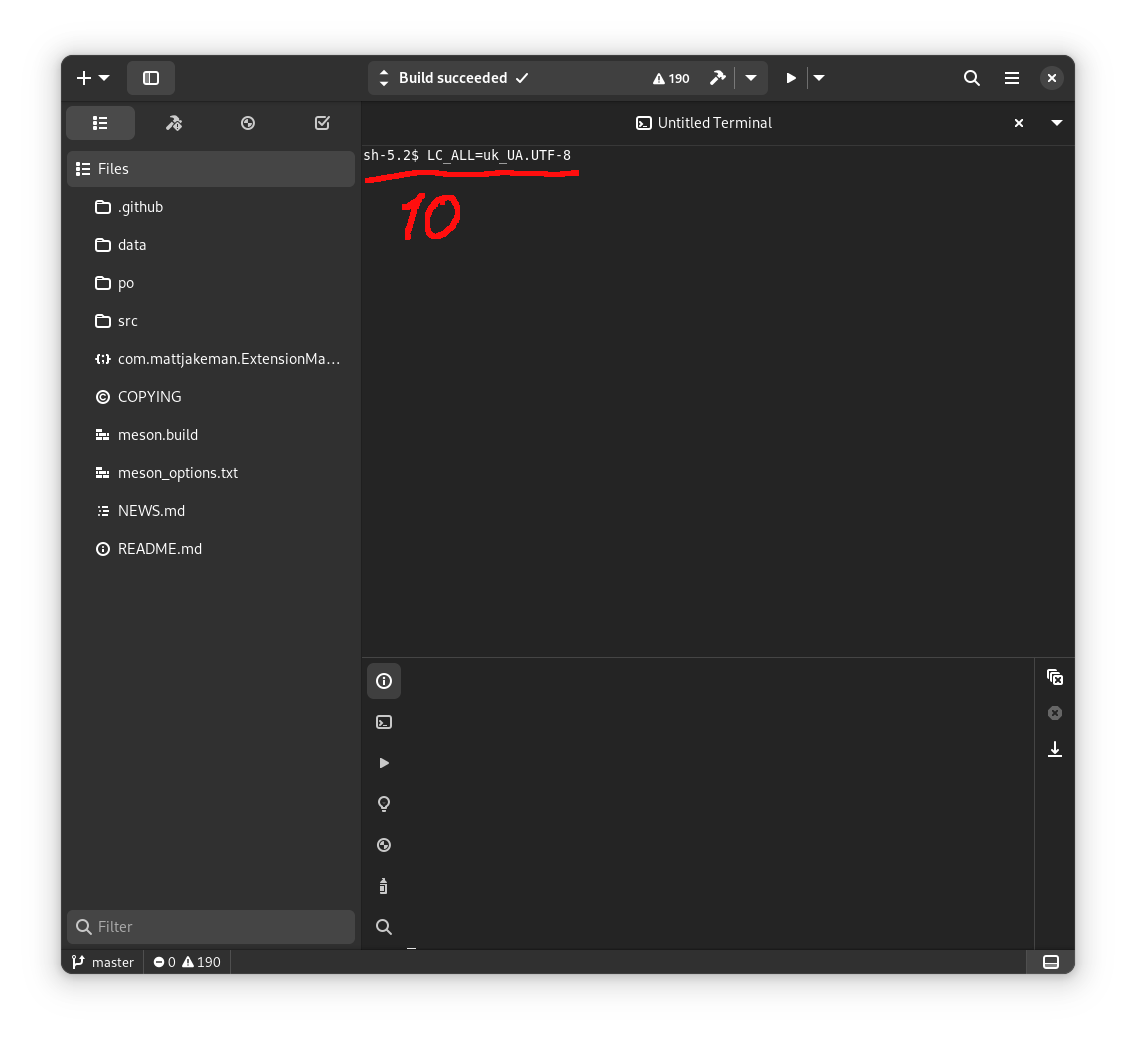 Build succeeded
190
Untitled Terminal
sh-5.2$ LC_ALL=uk_UA.UTF-8
10
Files
.github
data
po
src
com.mattjakeman.ExtensionMa...
COPYING
meson.build
meson_options.txt
NEWS.md
README.md
Filter
master
0
190